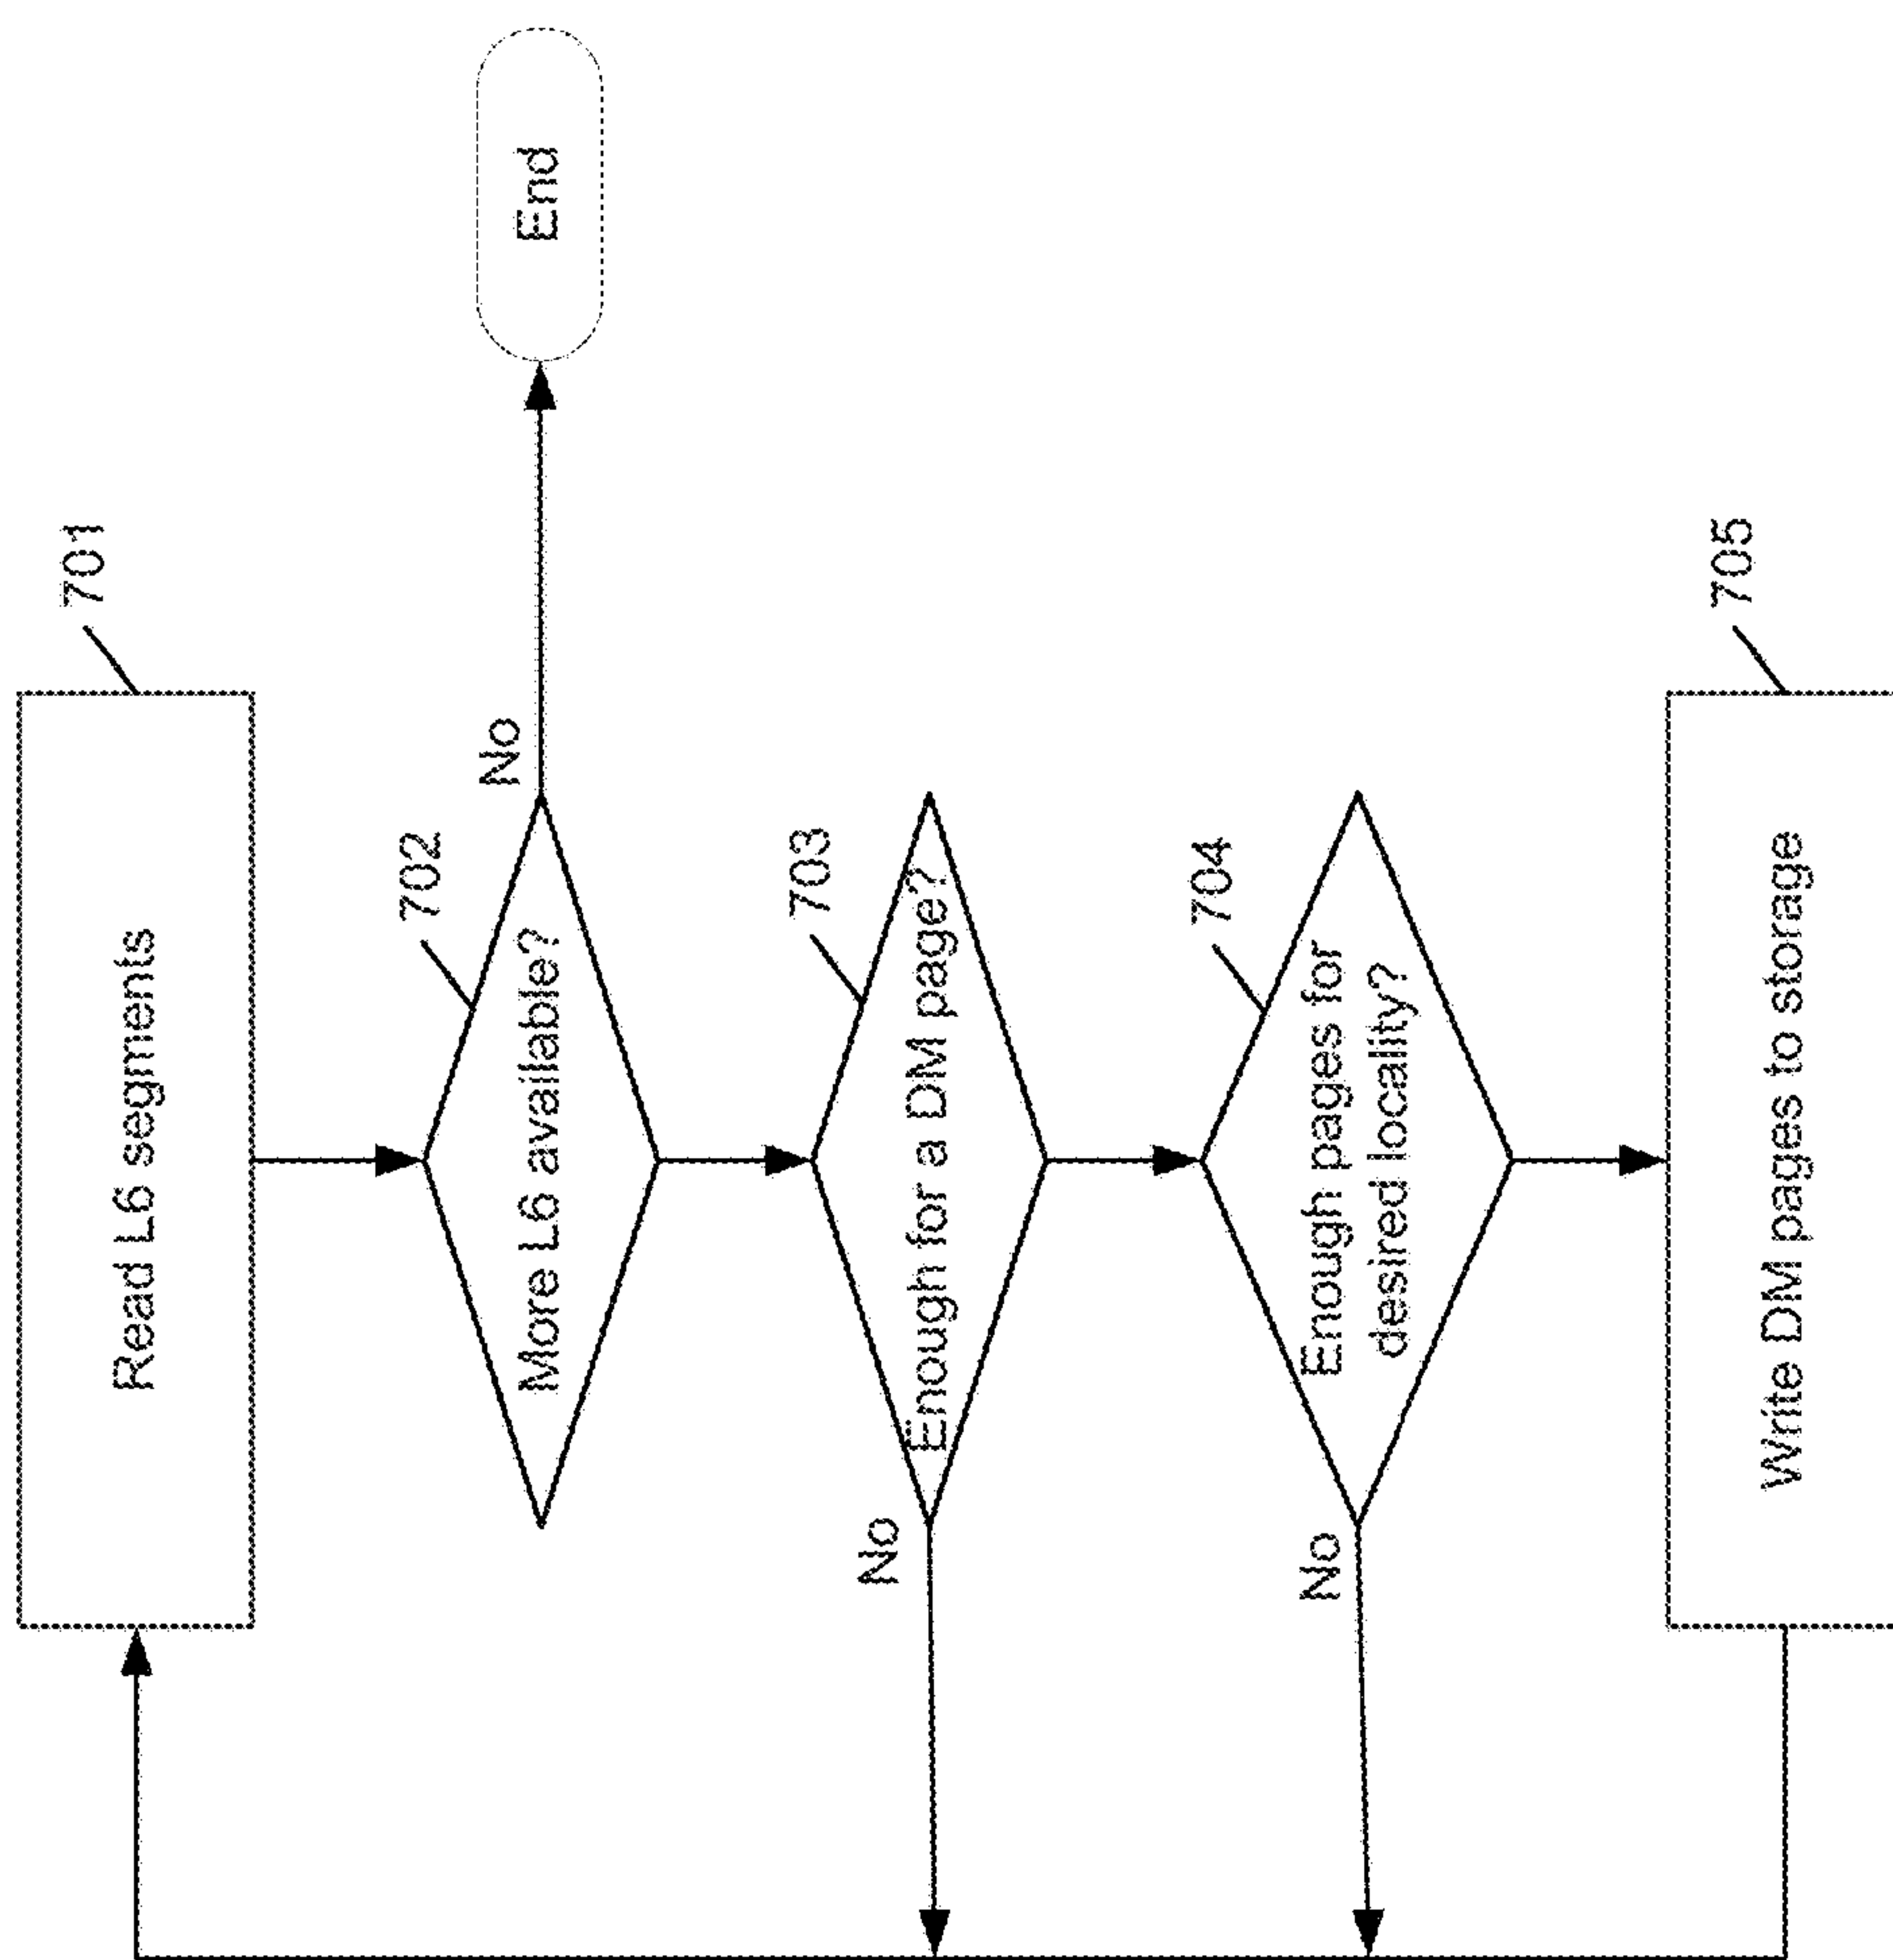 Read L6 segments
701
More L6 available?
702
No
End
Enough for a DM page?
703
No
Enough pages for
desired locality?
704
No
Write DM pages to storage
705